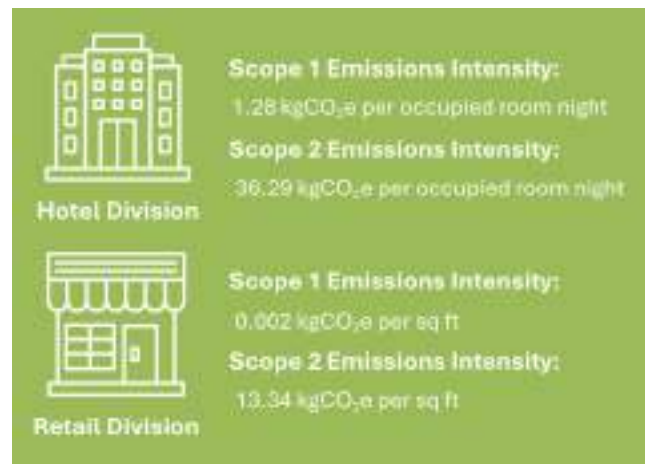 Scope 1 Emissions Intensity:
1.28 kgCO₂e per occupied room night
Scope 2 Emissions Intensity:
36.29 kgCO₂e per occupied room night
Hotel Division
Scope 1 Emissions Intensity:
0.002 kgCO₂e per sq ft
Scope 2 Emissions Intensity:
13.34 kgCO₂e per sq ft
Retail Division